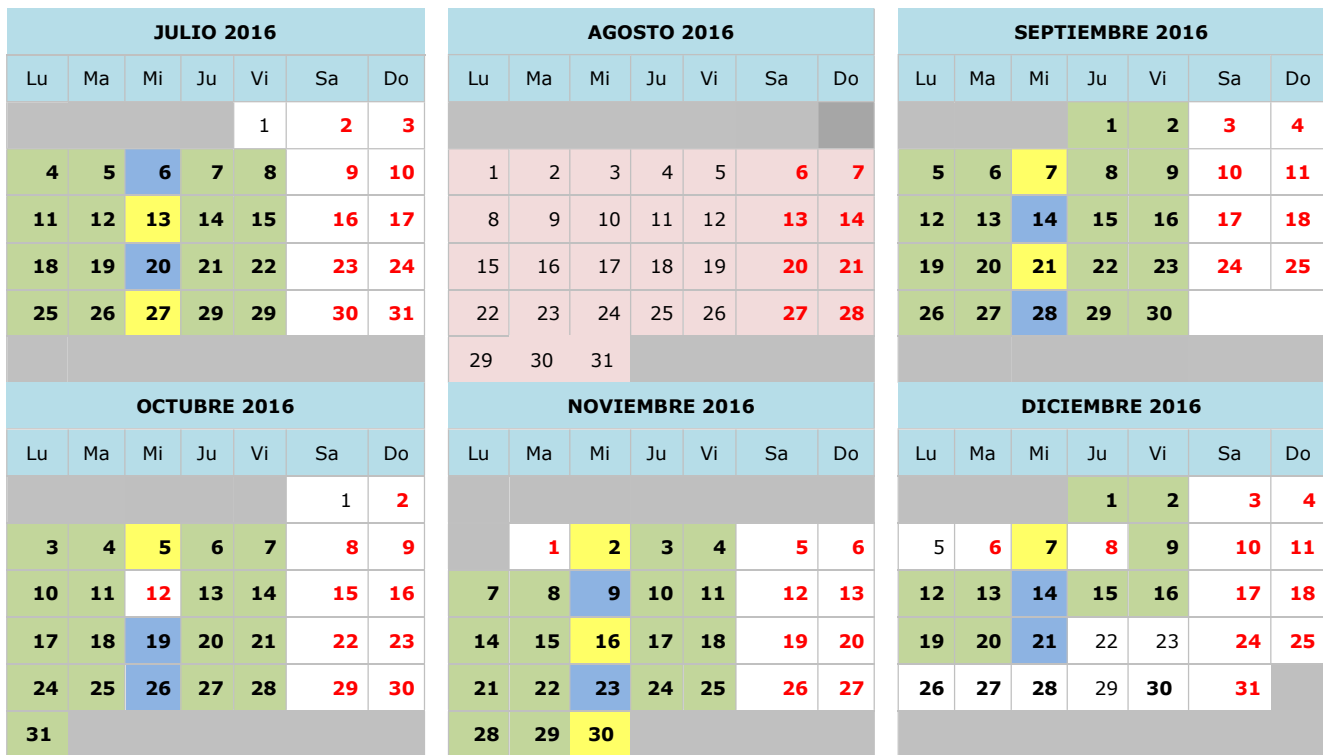 JULIO 2016 AGOSTO 2016 SEPTIEMBRE 2016
Lu Ma Mi Ju Vi Sa Do Lu Ma Mi Ju Vi Sa Do Lu Ma Mi Ju Vi Sa Do
1 2 3 1 2 3 4
4 5 6 7 8 9 10 1 2 3 4 5 6 7 5 6 7 8 9 10 11
11 12 13 14 15 16 17 8 9 10 11 12 13 14 12 13 14 15 16 17 18
18 19 20 21 22 23 24 15 16 17 18 19 20 21 19 20 21 22 23 24 25
25 26 27 29 29 30 31 22 23 24 25 26 27 28 26 27 28 29 30
29 30 31
OCTUBRE 2016 NOVIEMBRE 2016 DICIEMBRE 2016
Lu Ma Mi Ju Vi Sa Do Lu Ma Mi Ju Vi Sa Do Lu Ma Mi Ju Vi Sa Do
1 2 1 2 3 4
3 4 5 6 7 8 9 1 2 3 4 5 6 5 6 7 8 9 10 11
10 11 12 13 14 15 16 7 8 9 10 11 12 13 12 13 14 15 16 17 18
17 18 19 20 21 22 23 14 15 16 17 18 19 20 19 20 21 22 23 24 25
24 25 26 27 28 29 30 21 22 23 24 25 26 27 26 27 28 29 30 31
31 28 29 30